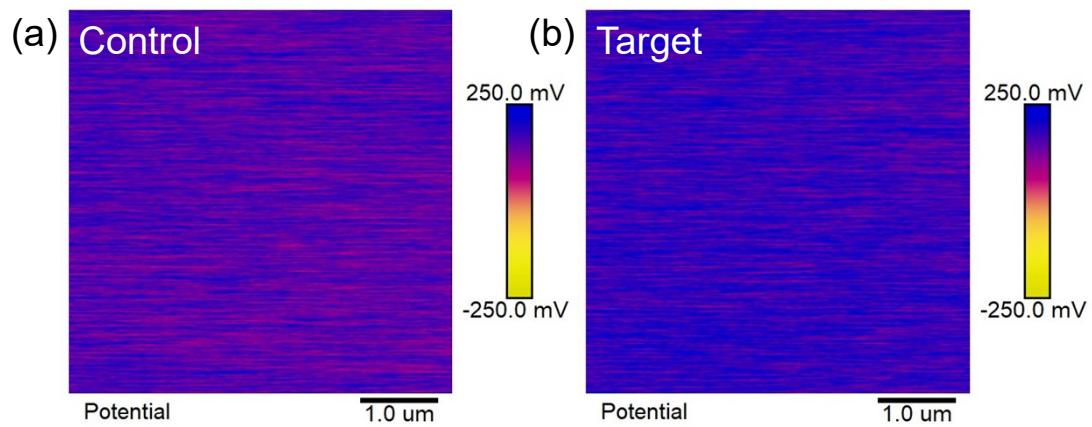 (a) Control
250.0 mV
-250.0 mV
Potential
1.0 um
(b) Target
250.0 mV
-250.0 mV
Potential
1.0 um